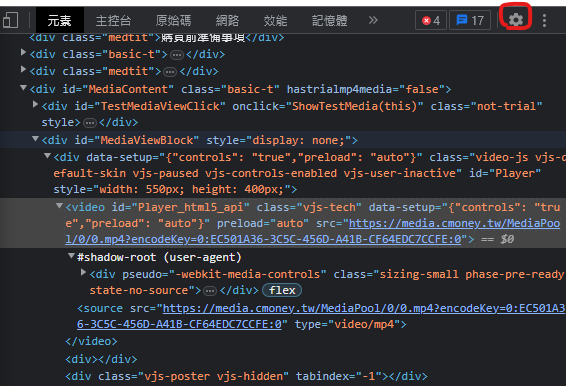 元素 主控台 原始碼 網路 效能 記憶體 » 4 17
<div class="medtit">購買前準備事項</div>
<div class="basic-t">…</div>
<div class="medtit">…</div>
<div id="MediaContent" class="basic-t" hastrialmp4media="false">
<div id="TestMediaViewClick" onclick="ShowTestMedia(this)" class="not-trial"
style>…</div>
<div id="MediaViewBlock" style="display: none;">
<div data-setup="{"controls": "true","preload": "auto"}" class="video-js vjs-d
efault-skin vjs-paused vjs-controls-enabled vjs-user-inactive" id="Player"
style="width: 550px; height: 400px;">
<video id="Player_html5_api" class="vjs-tech" data-setup="{"controls": "tru
e","preload": "auto"}" preload="auto" src="https://media.cmoney.tw/MediaPoo
l/0/0.mp4?encodeKey=0:EC501A36-3C5C-456D-A41B-CF64EDC7CCFE:0"> == $0
#shadow-root (user-agent)
<div pseudo="-webkit-media-controls" class="sizing-small phase-pre-ready
state-no-source">…</div> flex
<source src="https://media.cmoney.tw/MediaPool/0/0.mp4?encodeKey=0:EC501A3
6-3C5C-456D-A41B-CF64EDC7CCFE:0" type="video/mp4">
</video>
<div></div>
<div class="vjs-poster vjs-hidden" tabindex="-1"></div>